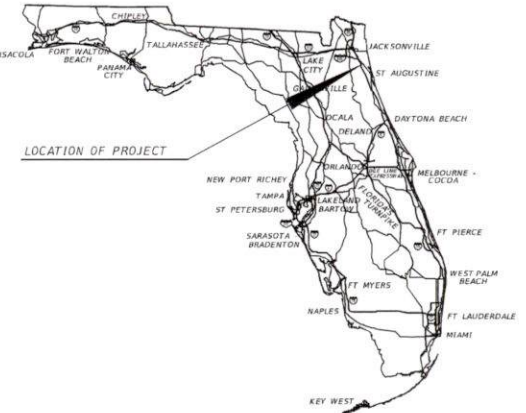 CHIPLEY
TALLAHASSEE
FORT WALTON
BEACH
PANAMA
CITY
JACKSONVILLE
LAKE
CITY
ST AUGUSTINE
OCALA
DELAND
DAYTONA BEACH
LOCATION OF PROJECT
ORLANDO
NEW PORT RICHEY
MELBOURNE -
COCOA
TAMPA
LAKELAND
BARTOW
ST PETERSBURG
FLORIDA'S
TURNPIKE
SARASOTA
BRADENTON
FT PIERCE
WEST PALM
BEACH
FT MYERS
NAPLES
FT LAUDERDALE
MIAMI
KEY WEST